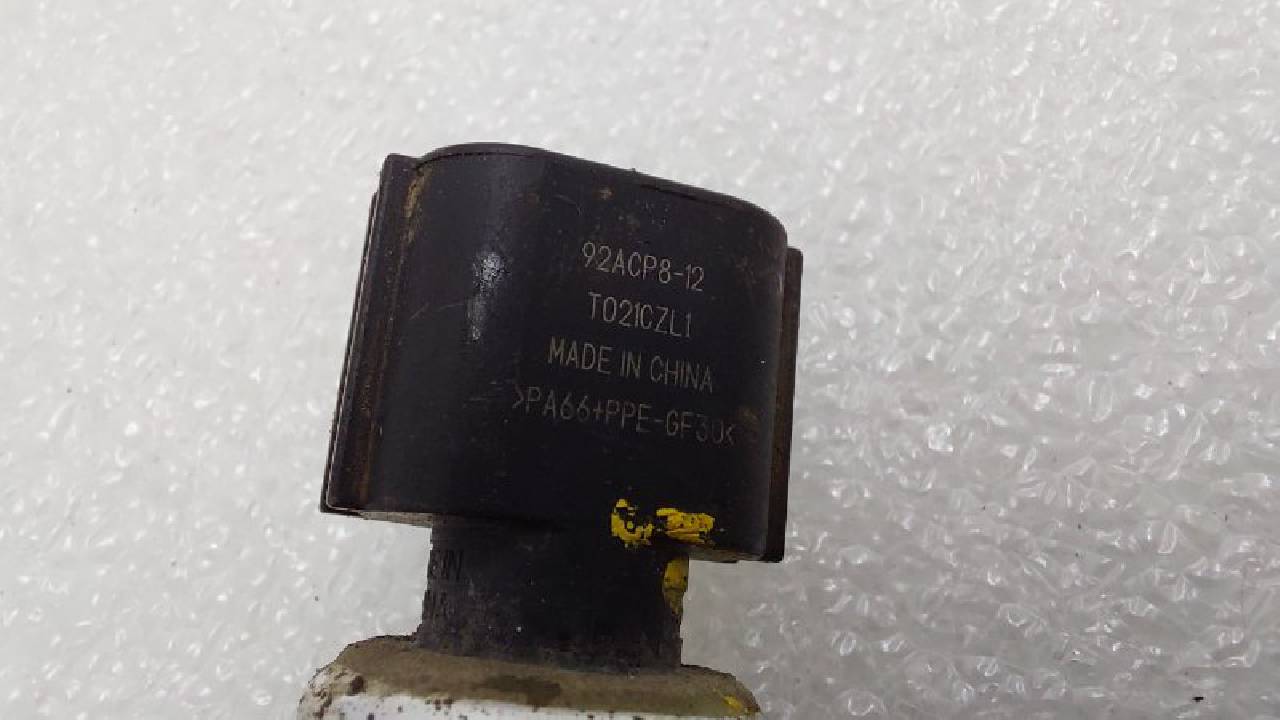 92ACP8-12
T021CZL1
MADE IN CHINA
>PA66+PPE-GF30<